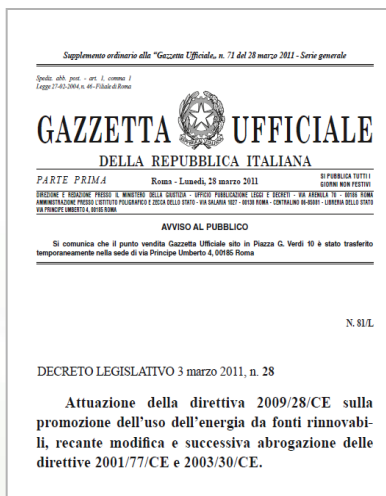 Supplemento ordinario alla "Gazzetta Ufficiale„ n. 71 del 28 marzo 2011 - Serie generale
Spediz. abb. post. - art. 1, comma 1
Legge 27-02-2004, n. 46 - Filiale di Roma
GAZZETTA UFFICIALE
DELLA REPUBBLICA ITALIANA
PARTE PRIMA Roma - Lunedì, 28 marzo 2011 SI PUBBLICA TUTTI I
GIORNI NON FESTIVI
DIREZIONE E REDAZIONE PRESSO IL MINISTERO DELLA GIUSTIZIA - UFFICIO PUBBLICAZIONE LEGGI E DECRETI - VIA ARENULA 70 - 00186 ROMA
AMMINISTRAZIONE PRESSO L'ISTITUTO POLIGRAFICO E ZECCA DELLO STATO - VIA SALARIA 1027 - 00138 ROMA - CENTRALINO 06-85081 - LIBRERIA DELLO STATO
VIA PRINCIPE UMBERTO 4, 00185 ROMA
AVVISO AL PUBBLICO
Si comunica che il punto vendita Gazzetta Ufficiale sito in Piazza G. Verdi 10 è stato trasferito
temporaneamente nella sede di via Principe Umberto 4, 00185 Roma
N. 81/L
DECRETO LEGISLATIVO 3 marzo 2011, n. 28
Attuazione della direttiva 2009/28/CE sulla
promozione dell'uso dell'energia da fonti rinnovabi-
li, recante modifica e successiva abrogazione delle
direttive 2001/77/CE e 2003/30/CE.